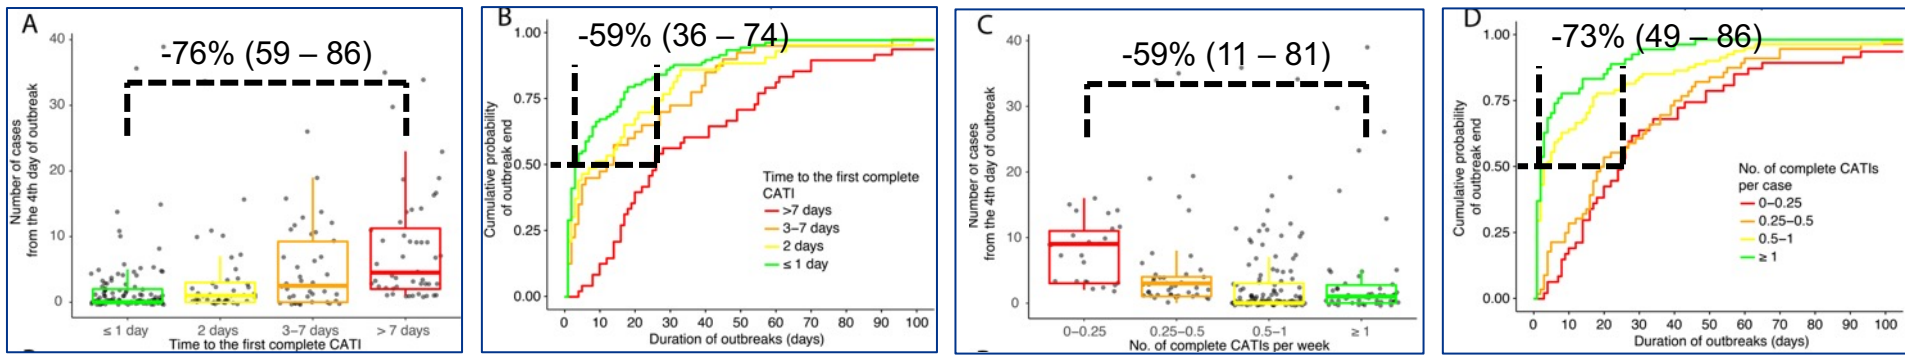 A
-76% (59 – 86)
Number of cases
from the 4th day of outbreak
40
30
20
10
0
≤ 1 day
2 days
3–7 days
> 7 days
Time to the first complete CATI
B
-59% (36 – 74)
Cumulative probability
of outbreak end
1.00
0.75
0.50
0.25
0.00
Time to the first complete
CATI
>7 days
3–7 days
2 days
≤ 1 day
0
10
20
30
40
50
60
70
80
90
100
Duration of outbreaks (days)
C
-59% (11 – 81)
Number of cases
from the 4th day of outbreak
40
30
20
10
0
0–0.25
0.25–0.5
0.5–1
≥ 1
No. of complete CATIs per week
D
-73% (49 – 86)
Cumulative probability
of outbreak end
1.00
0.75
0.50
0.25
0.00
No. of complete CATIs
per case
0–0.25
0.25–0.5
0.5–1
≥ 1
0
10
20
30
40
50
60
70
80
90
100
Duration of outbreaks (days)